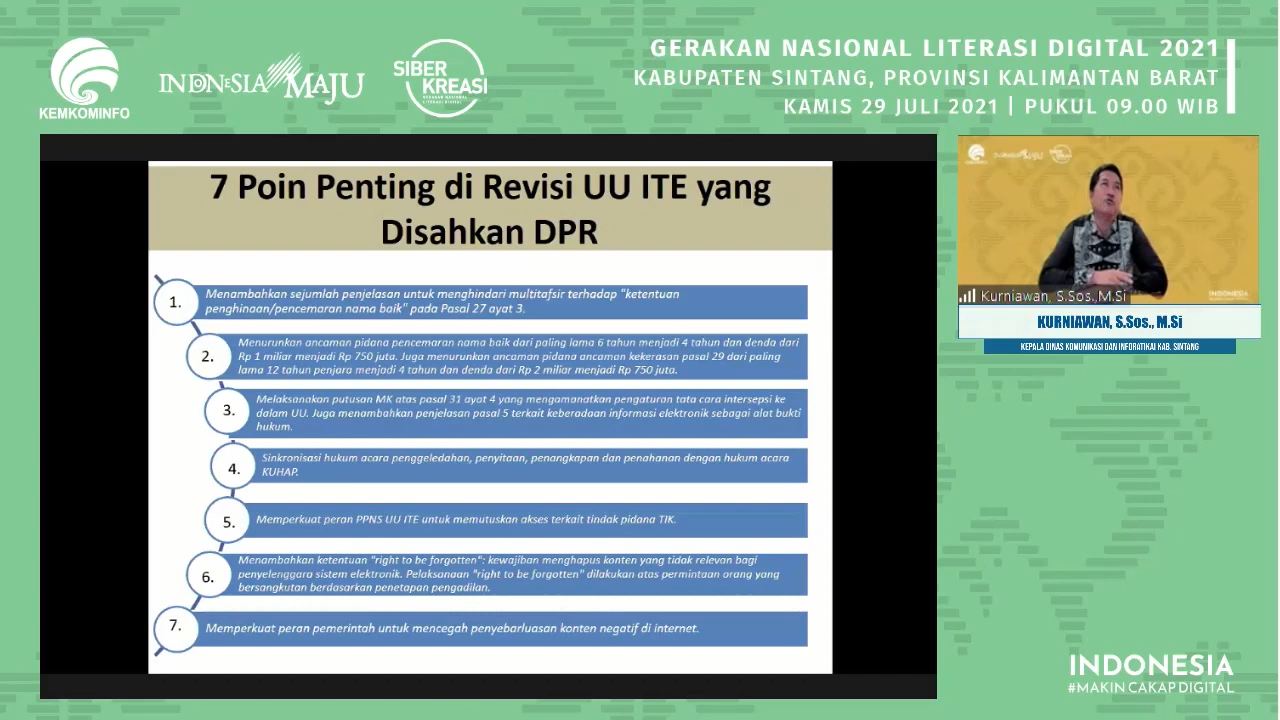 KEMKOMINFO
INDONESIA MAJU
SIBER
KREASI
GERAKAN NASIONAL
LITERASI DIGITAL
GERAKAN NASIONAL LITERASI DIGITAL 2021
KABUPATEN SINTANG, PROVINSI KALIMANTAN BARAT
KAMIS 29 JULI 2021 | PUKUL 09.00 WIB
7 Poin Penting di Revisi UU ITE yang
Disahkan DPR
1.
Menambahkan sejumlah penjelasan untuk menghindari multitafsir terhadap "ketentuan
penghinaan/pencemaran nama baik" pada Pasal 27 ayat 3.
2.
Menurunkan ancaman pidana pencemaran nama baik dari paling lama 6 tahun menjadi 4 tahun dan denda dari
Rp 1 miliar menjadi Rp 750 juta. Juga menurunkan ancaman pidana ancaman kekerasan pasal 29 dari paling
lama 12 tahun penjara menjadi 4 tahun dan denda dari Rp 2 miliar menjadi Rp 750 juta.
3.
Melaksanakan putusan MK atas pasal 31 ayat 4 yang mengamanatkan pengaturan tata cara intersepsi ke
dalam UU. Juga menambahkan penjelasan pasal 5 terkait keberadaan informasi elektronik sebagai alat bukti
hukum.
4.
Sinkronisasi hukum acara penggeledahan, penyitaan, penangkapan dan penahanan dengan hukum acara
KUHAP.
5.
Memperkuat peran PPNS UU ITE untuk memutuskan akses terkait tindak pidana TIK.
6.
Menambahkan ketentuan "right to be forgotten": kewajiban menghapus konten yang tidak relevan bagi
penyelenggara sistem elektronik. Pelaksanaan "right to be forgotten" dilakukan atas permintaan orang yang
bersangkutan berdasarkan penetapan pengadilan.
7.
Memperkuat peran pemerintah untuk mencegah penyebarluasan konten negatif di internet.
INDONESIA
Kurniawan, S.Sos.,M.Si
KURNIAWAN, S.Sos., M.Si
KEPALA DINAS KOMUNIKASI DAN INFORATIKAI KAB. SINTANG
INDONESIA
#MAKIN CAKAP DIGITAL